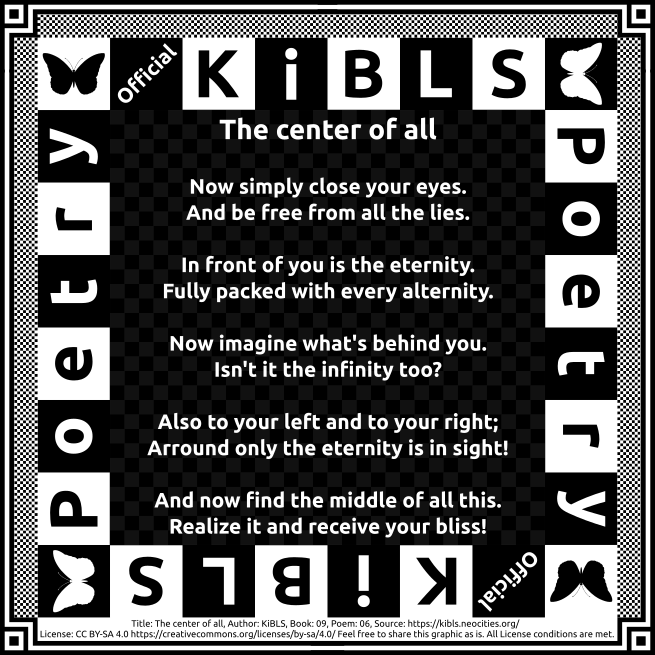 Official KiBLS
Poetry
Poetry
The center of all
Now simply close your eyes.
And be free from all the lies.
In front of you is the eternity.
Fully packed with every alternity.
Now imagine what's behind you.
Isn't it the infinity too?
Also to your left and to your right;
Arround only the eternity is in sight!
And now find the middle of all this.
Realize it and receive your bliss!
Official KiBLS
Title: The center of all, Author: KiBLS, Book: 09, Poem: 06, Source: https://kibls.neocities.org/
License: CC BY-SA 4.0 https://creativecommons.org/licenses/by-sa/4.0/ Feel free to share this graphic as is. All License conditions are met.